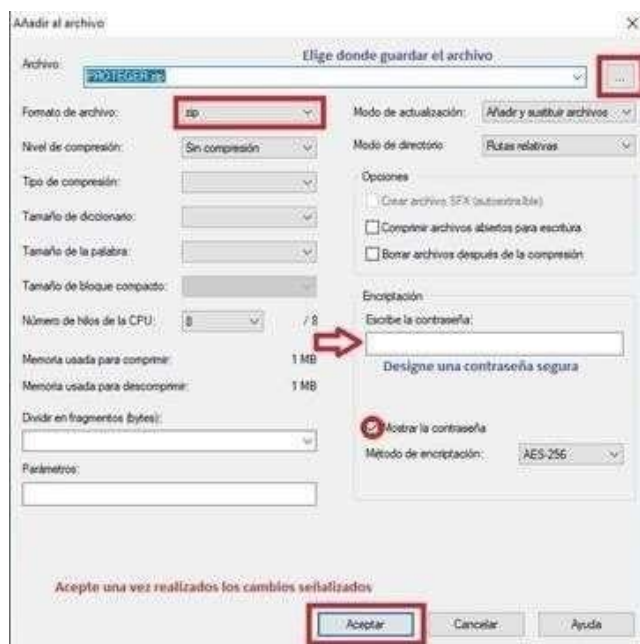 Añadir al archivo
Elige donde guardar el archivo
Archivo:
PROTEGER.zip
...
Formato de archivo: zip
Modo de actualización: Añadir y sustituir archivos
Nivel de compresión: Sin compresión
Modo de directorio Rutas relativas
Tipo de compresión:
Opciones
Crear archivo SFX (autoextraíble)
Tamaño de diccionario:
Comprimir archivos abiertos para escritura
Tamaño de la palabra:
Borrar archivos después de la compresión
Tamaño de bloque compacto:
Encriptación
Número de hilos de la CPU: 8 / 8
Escribe la contraseña:
Memoria usada para comprimir: 1 MB
Designe una contraseña segura
Memoria usada para descomprimir: 1 MB
Dividir en fragmentos (bytes):
Mostrar la contraseña
Método de encriptación: AES-256
Parámetros:
Acepte una vez realizados los cambios señalizados
Aceptar Cancelar Ayuda